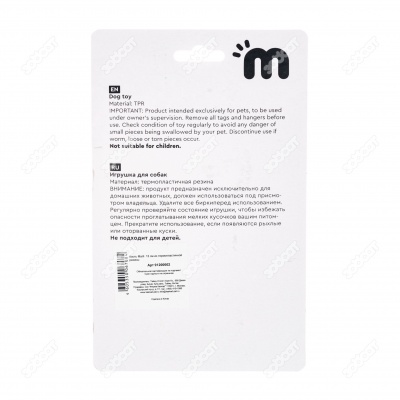 m
EN
Dog toy
Material: TPR
IMPORTANT: Product intended exclusively for pets, to be used
under owner's supervision. Remove all tags and hangers before
use. Check condition of toy regularly to avoid any danger of
small pieces being swallowed by your pet. Discontinue use if
worm, loose or torn pieces occurt.
Not suitable for children.
RU
Игрушка для собак
Материал: термопластичная резина
ВНИМАНИЕ: продукт предназначен исключительно для
домашних животных, должен использоваться под присмо-
тром владельца. Удалите все бирки перед использованием.
Регулярно проверяйте состояние игрушки, чтобы избежать
опасности проглатывания мелких кусочков вашим питом-
цем. Прекратите использование, если появляются рыхлые
или оторванные куски.
Не подходит для детей.